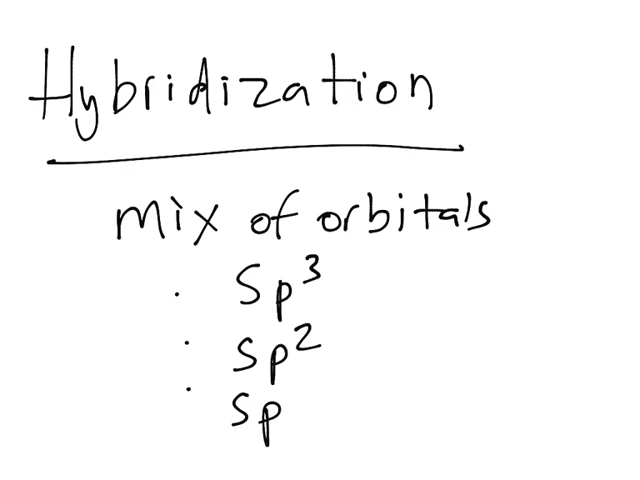 Hybridization
mix of orbitals
· Sp³
· Sp²
· Sp